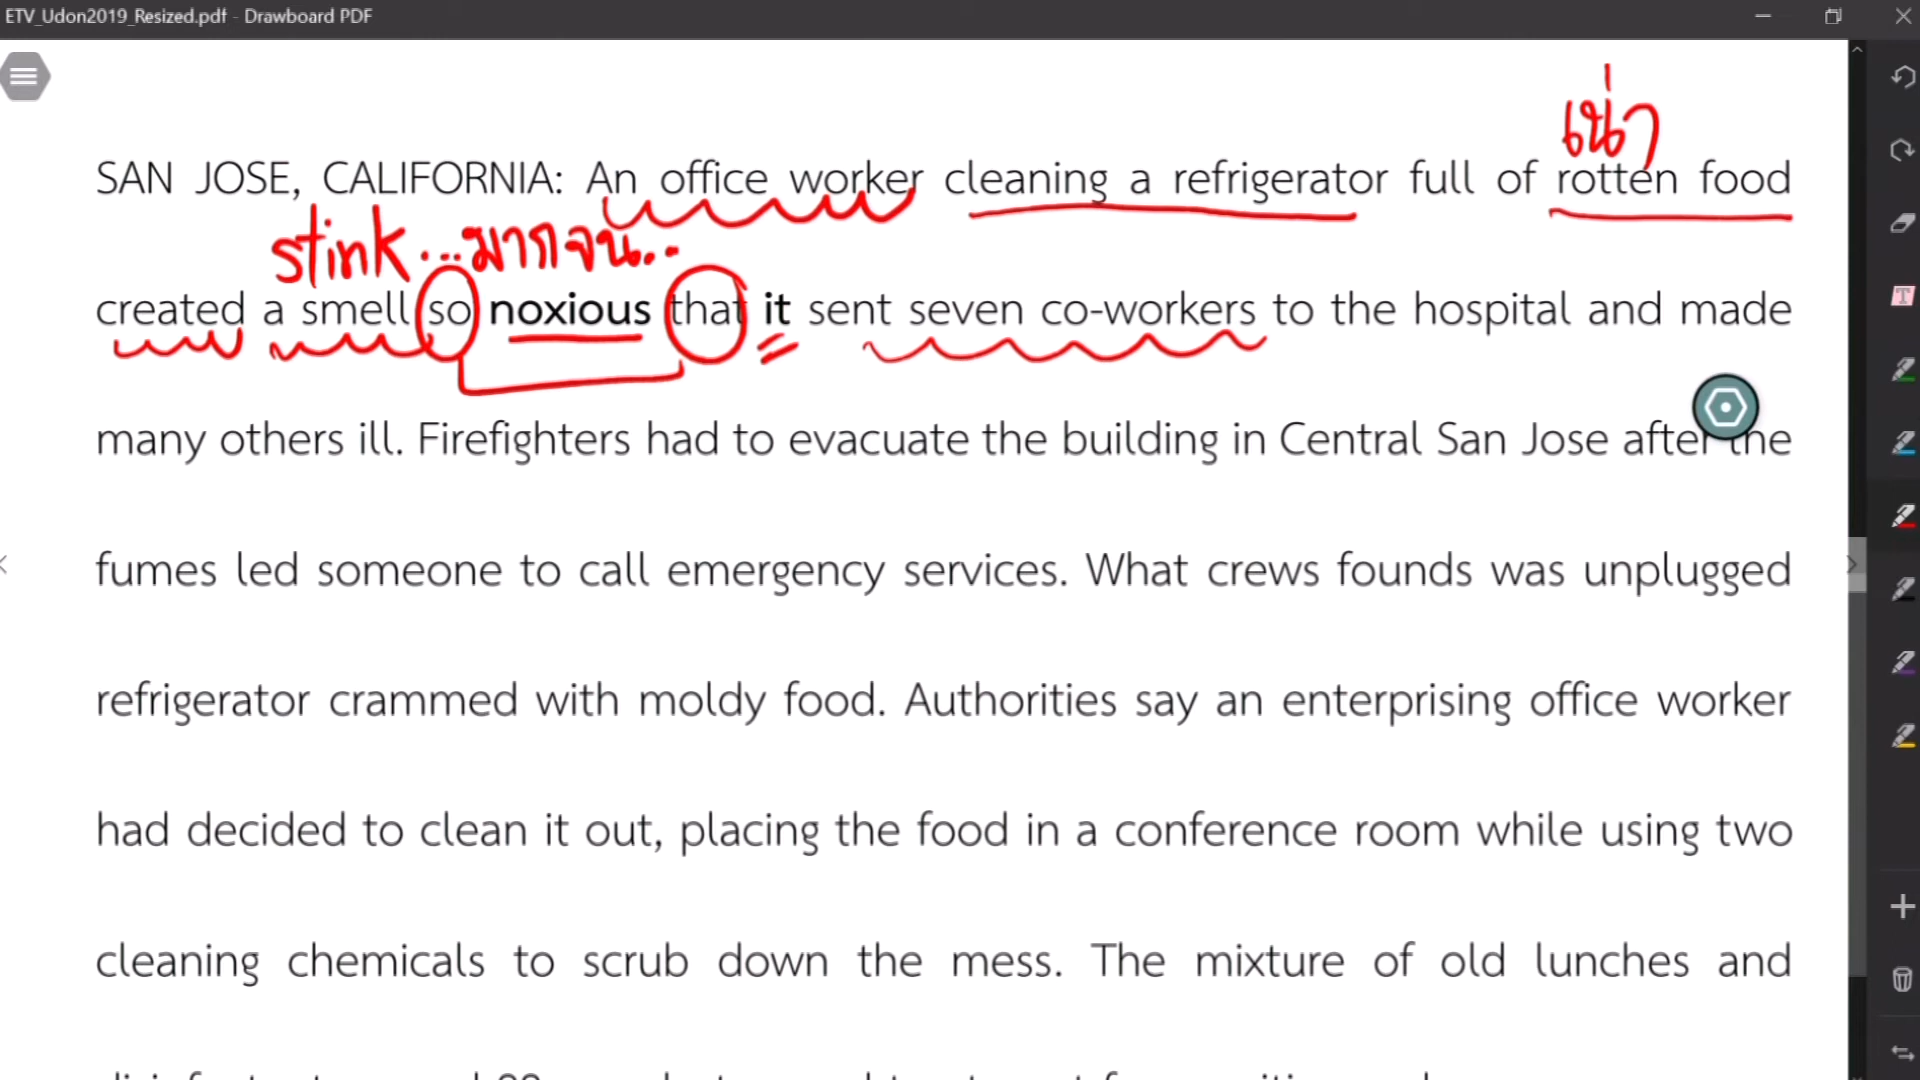 ETV_Udon2019_Resized.pdf - Drawboard PDF
เน่า
SAN JOSE, CALIFORNIA: An office worker cleaning a refrigerator full of rotten food
stink...มากจน...
created a smell so noxious that it sent seven co-workers to the hospital and made
many others ill. Firefighters had to evacuate the building in Central San Jose after the
fumes led someone to call emergency services. What crews founds was unplugged
refrigerator crammed with moldy food. Authorities say an enterprising office worker
had decided to clean it out, placing the food in a conference room while using two
cleaning chemicals to scrub down the mess. The mixture of old lunches and